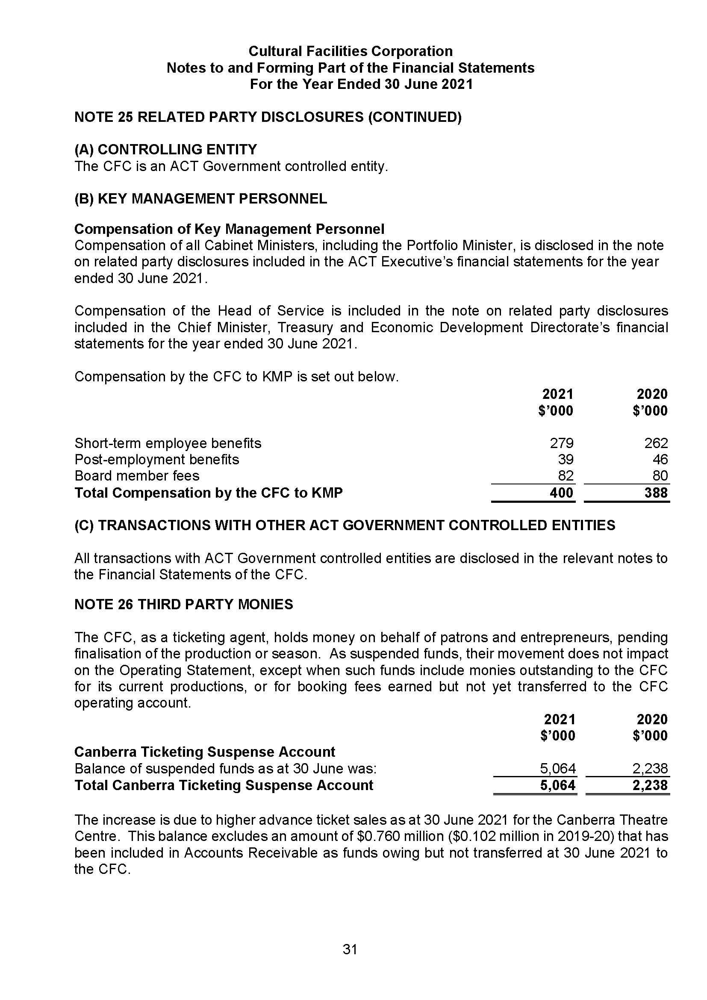 Cultural Facilities Corporation
Notes to and Forming Part of the Financial Statements
For the Year Ended 30 June 2021
NOTE 25 RELATED PARTY DISCLOSURES (CONTINUED)
(A) CONTROLLING ENTITY
The CFC is an ACT Government controlled entity.
(B) KEY MANAGEMENT PERSONNEL
Compensation of Key Management Personnel
Compensation of all Cabinet Ministers, including the Portfolio Minister, is disclosed in the note
on related party disclosures included in the ACT Executive’s financial statements for the year
ended 30 June 2021.
Compensation of the Head of Service is included in the note on related party disclosures
included in the Chief Minister, Treasury and Economic Development Directorate’s financial
statements for the year ended 30 June 2021.
Compensation by the CFC to KMP is set out below.
2021 2020
$’000 $’000
Short-term employee benefits 279 262
Post-employment benefits 39 46
Board member fees 82 80
Total Compensation by the CFC to KMP 400 388
(C) TRANSACTIONS WITH OTHER ACT GOVERNMENT CONTROLLED ENTITIES
All transactions with ACT Government controlled entities are disclosed in the relevant notes to
the Financial Statements of the CFC.
NOTE 26 THIRD PARTY MONIES
The CFC, as a ticketing agent, holds money on behalf of patrons and entrepreneurs, pending
finalisation of the production or season.  As suspended funds, their movement does not impact
on the Operating Statement, except when such funds include monies outstanding to the CFC
for its current productions, or for booking fees earned but not yet transferred to the CFC
operating account.
2021 2020
$’000 $’000
Canberra Ticketing Suspense Account
Balance of suspended funds as at 30 June was: 5,064 2,238
Total Canberra Ticketing Suspense Account 5,064 2,238
The increase is due to higher advance ticket sales as at 30 June 2021 for the Canberra Theatre
Centre.  This balance excludes an amount of $0.760 million ($0.102 million in 2019-20) that has
been included in Accounts Receivable as funds owing but not transferred at 30 June 2021 to
the CFC.
31